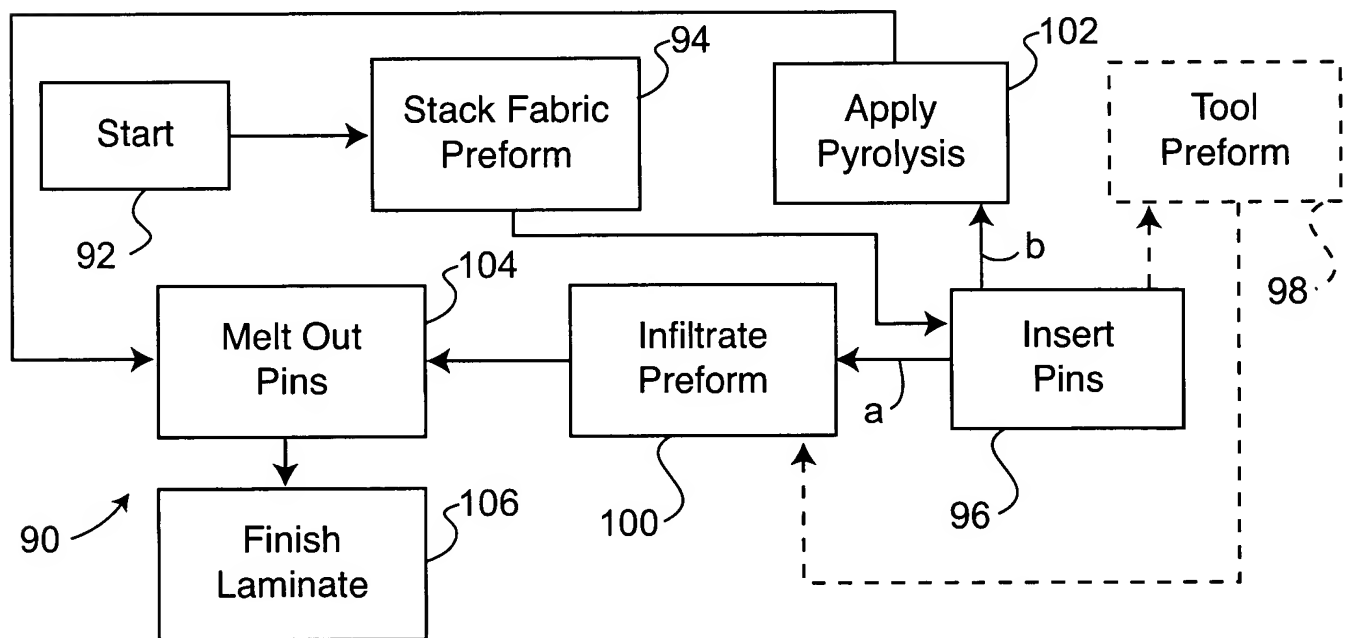 102
94
Start
Stack Fabric
Preform
Apply
Pyrolysis
Tool
Preform
92
b
98
104
Melt Out
Pins
Infiltrate
Preform
Insert
Pins
a
106
100
96
90
Finish
Laminate